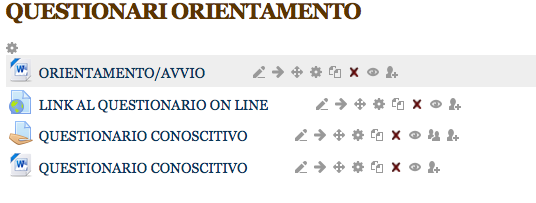 QUESTIONARI ORIENTAMENTO
ORIENTAMENTO/AVVIO
LINK AL QUESTIONARIO ON LINE
QUESTIONARIO CONOSCITIVO
QUESTIONARIO CONOSCITIVO